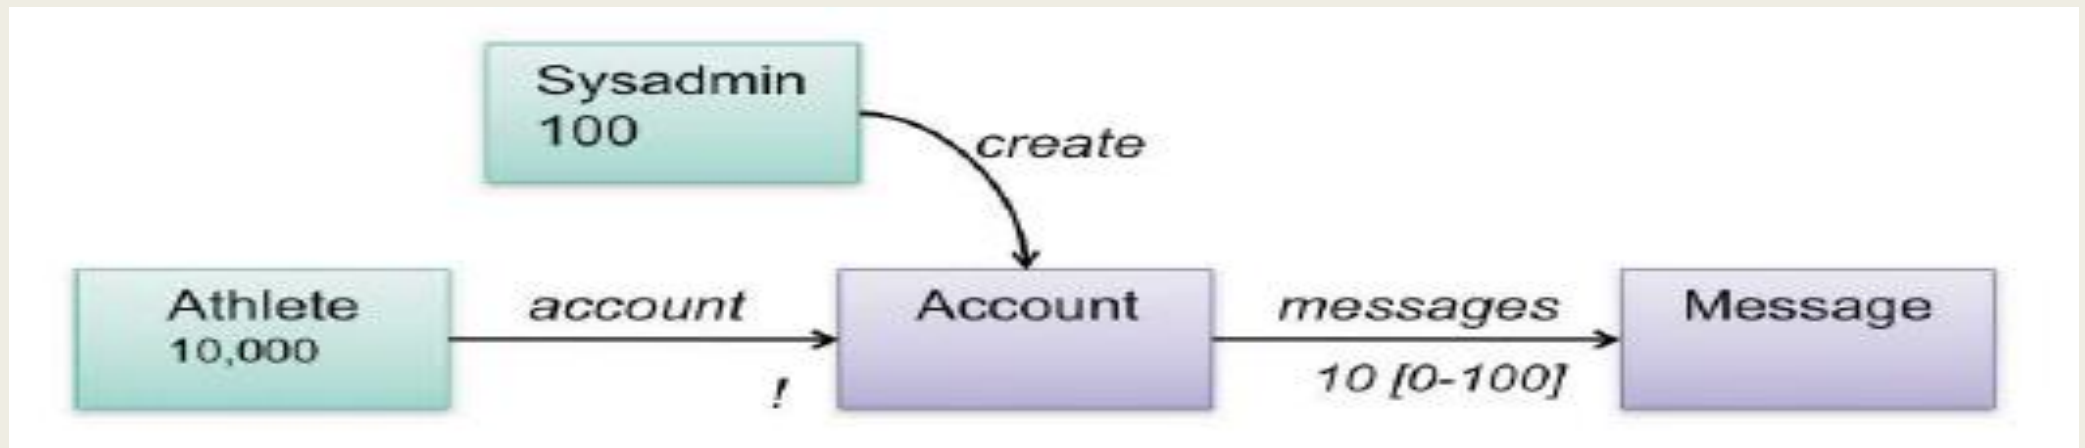 Sysadmin
100
create
Athlete
10,000
account
!
Account
messages
10 [0-100]
Message